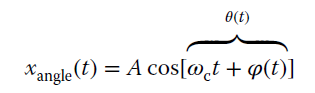 θ(t)
x_angle(t) = A cos[ω_c t + φ(t)]